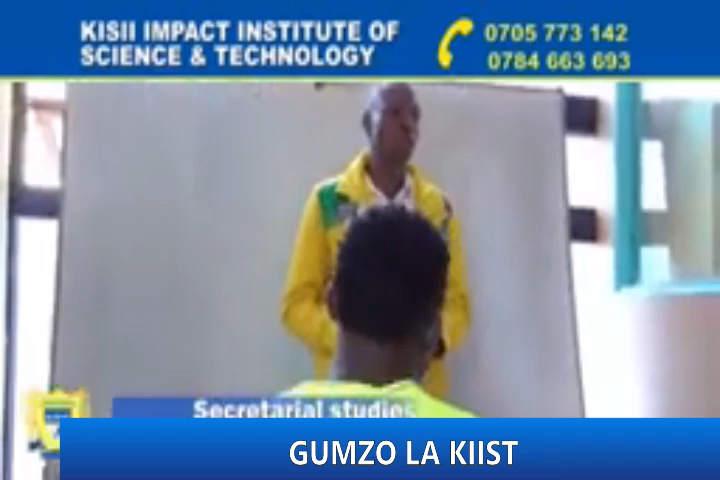 KISII IMPACT INSTITUTE OF
SCIENCE & TECHNOLOGY
0705 773 142
0784 663 693
Secretarial studies
GUMZO LA KIIST